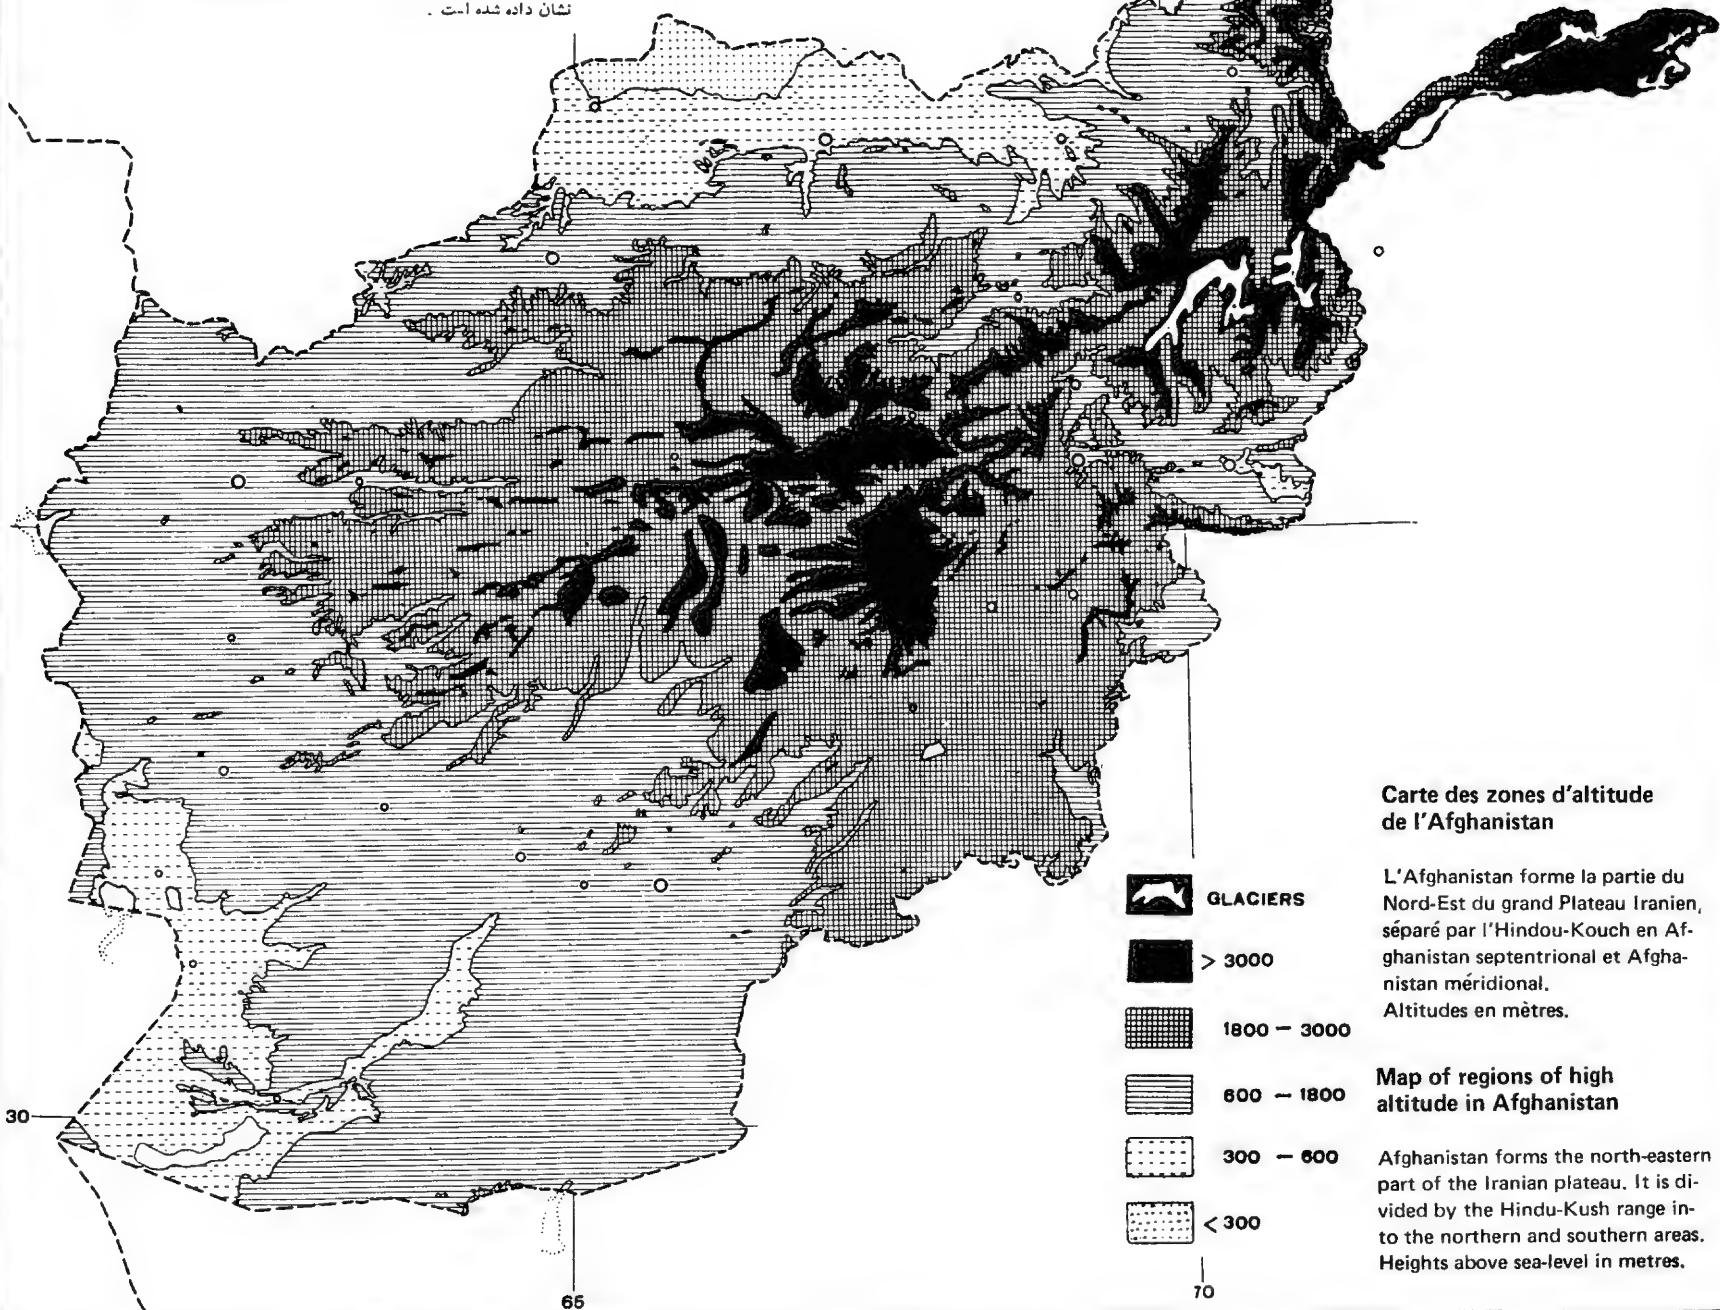 نشان داده شده است .
Carte des zones d'altitude
de l'Afghanistan
L'Afghanistan forme la partie du
Nord-Est du grand Plateau Iranien,
séparé par l'Hindou-Kouch en Af-
ghanistan septentrional et Afgha-
nistan méridional.
Altitudes en mètres.
Map of regions of high
altitude in Afghanistan
Afghanistan forms the north-eastern
part of the Iranian plateau. It is di-
vided by the Hindu-Kush range in-
to the northern and southern areas.
Heights above sea-level in metres.
GLACIERS
> 3000
1800 — 3000
600 — 1800
300 — 600
< 300
30
65
70